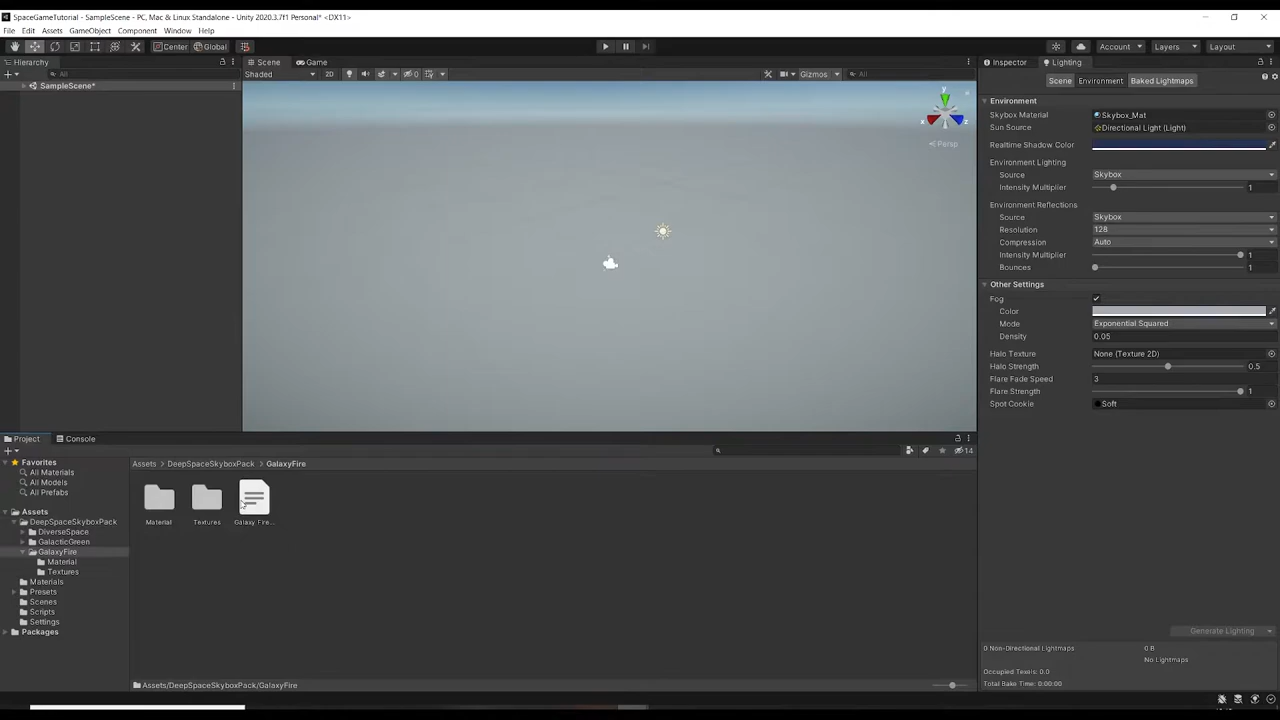 SpaceGameTutorial - SampleScene - PC, Mac & Linux Standalone - Unity 2020.3.7f1 Personal* <DX11>
File Edit Assets GameObject Component Window Help
Center Global Account Layers Layout
Hierarchy
All
SampleScene*
Scene Game
Shaded 2D 0 Gizmos All
y
x z
Persp
Inspector Lighting
Scene Environment Baked Lightmaps
Environment
Skybox Material Skybox_Mat
Sun Source Directional Light (Light)
Realtime Shadow Color
Environment Lighting
Source Skybox
Intensity Multiplier 1
Environment Reflections
Source Skybox
Resolution 128
Compression Auto
Intensity Multiplier 1
Bounces 1
Other Settings
Fog
Color
Mode Exponential Squared
Density 0.05
Halo Texture None (Texture 2D)
Halo Strength 0.5
Flare Fade Speed 3
Flare Strength 1
Spot Cookie Soft
Generate Lighting
0 Non-Directional Lightmaps 0 B
No Lightmaps
Occupied Texels: 0.0
Total Bake Time: 0:00:00
Project Console
14
Favorites
All Materials
All Models
All Prefabs
Assets
DeepSpaceSkyboxPack
DiverseSpace
GalacticGreen
GalaxyFire
Material
Textures
Materials
Presets
Scenes
Scripts
Settings
Packages
Assets > DeepSpaceSkyboxPack > GalaxyFire
Material Textures Galaxy Fire...
Assets/DeepSpaceSkyboxPack/GalaxyFire